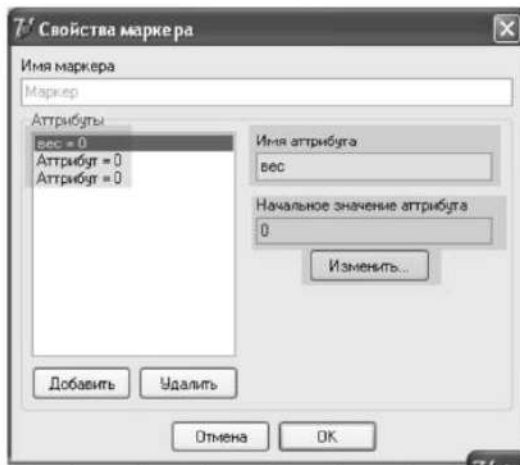 Свойства маркера
Имя маркера
Маркер
Аттрибуты
вес = 0
Аттрибут = 0
Аттрибут = 0
Имя аттрибута
вес
Начальное значение аттрибута
0
Изменить...
Добавить
Удалить
Отмена
OK